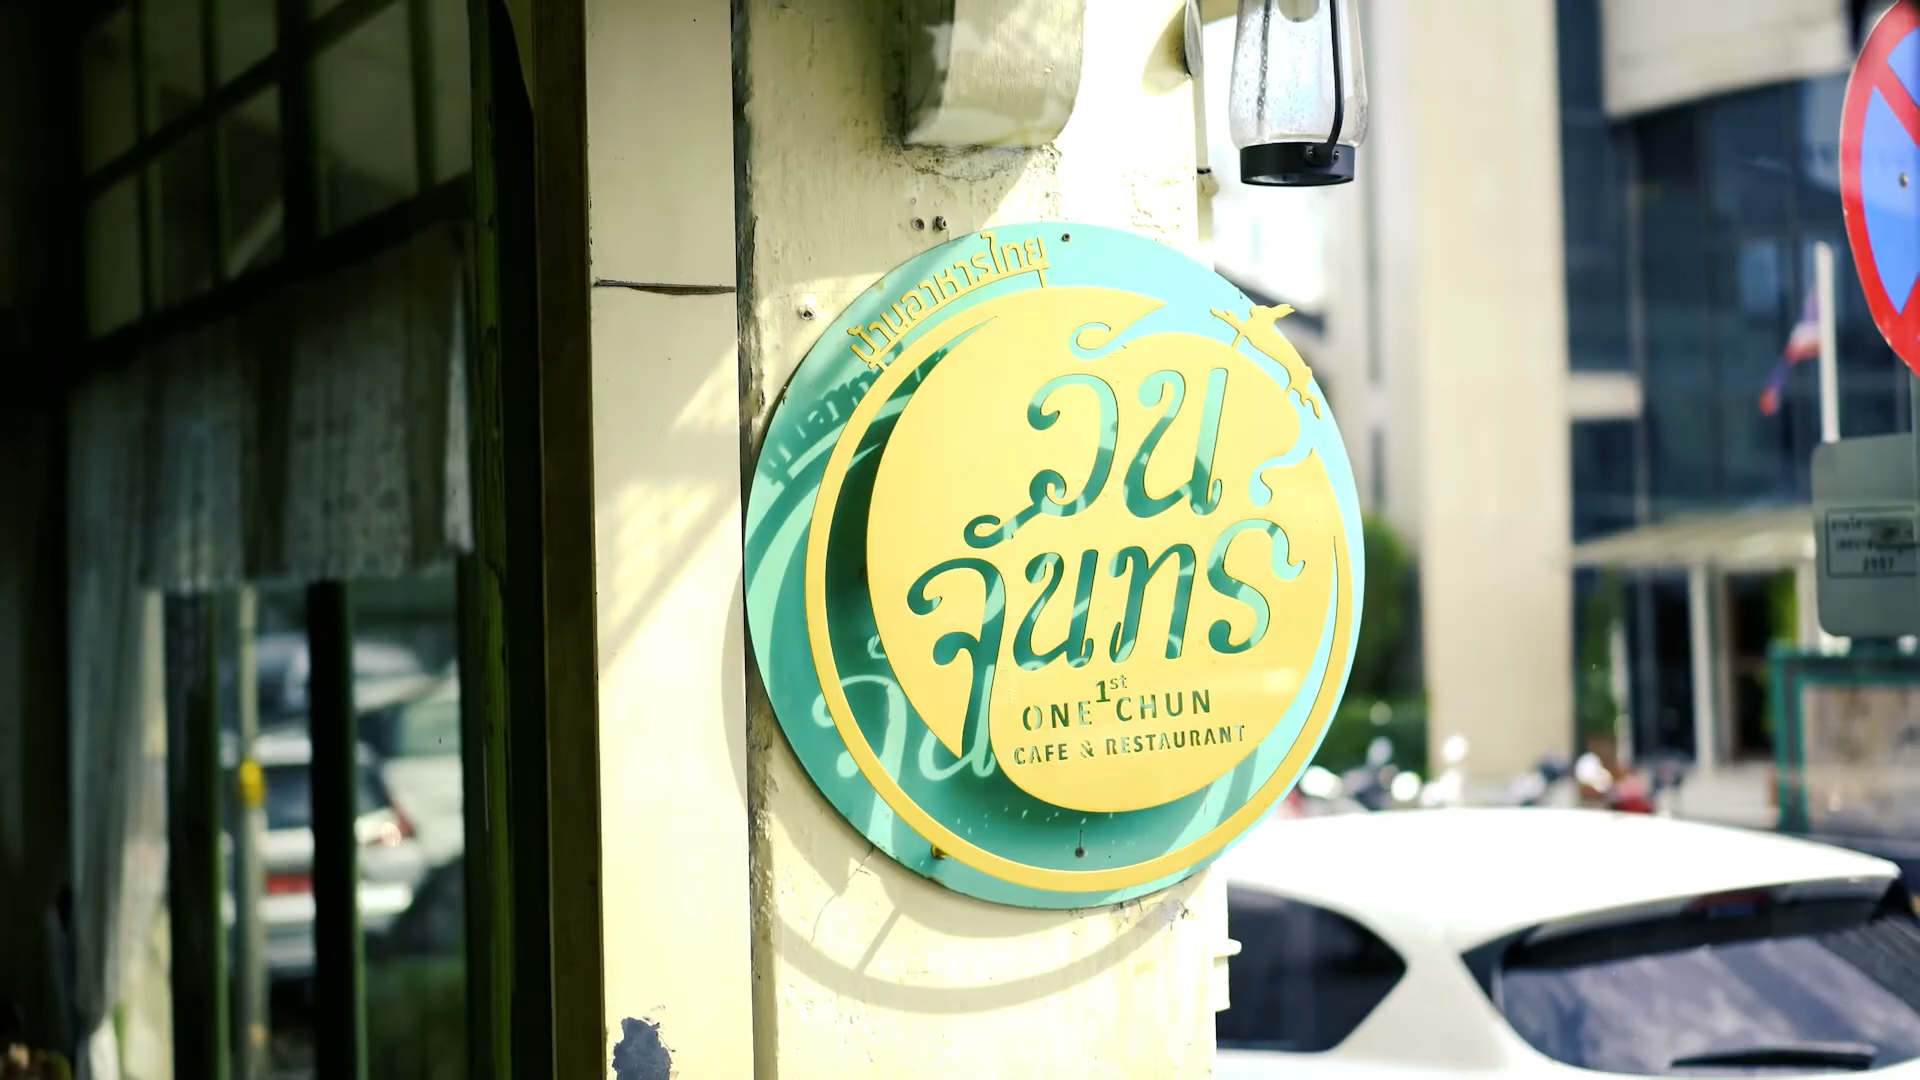 บ้านอาหารไทย
วัน
จันทร์
1st
ONE CHUN
CAFE & RESTAURANT
2557